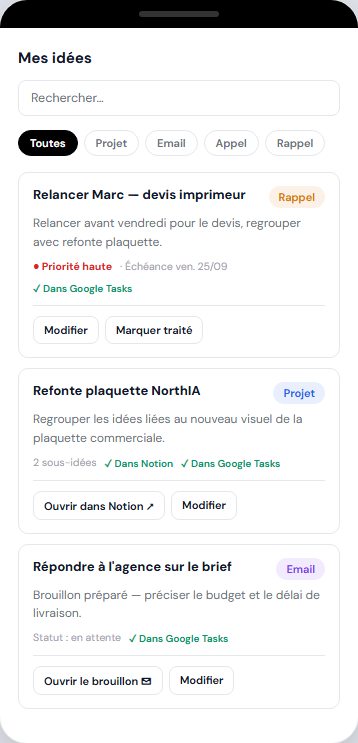 Mes idées
Rechercher...
Toutes Projet Email Appel Rappel
Relancer Marc — devis imprimeur Rappel
Relancer avant vendredi pour le devis, regrouper
avec refonte plaquette.
● Priorité haute · Échéance ven. 25/09
✓ Dans Google Tasks
Modifier Marquer traité
Refonte plaquette NorthIA Projet
Regrouper les idées liées au nouveau visuel de la
plaquette commerciale.
2 sous-idées ✓ Dans Notion ✓ Dans Google Tasks
Ouvrir dans Notion ↗ Modifier
Répondre à l'agence sur le brief Email
Brouillon préparé — préciser le budget et le délai de
livraison.
Statut : en attente ✓ Dans Google Tasks
Ouvrir le brouillon ✉ Modifier